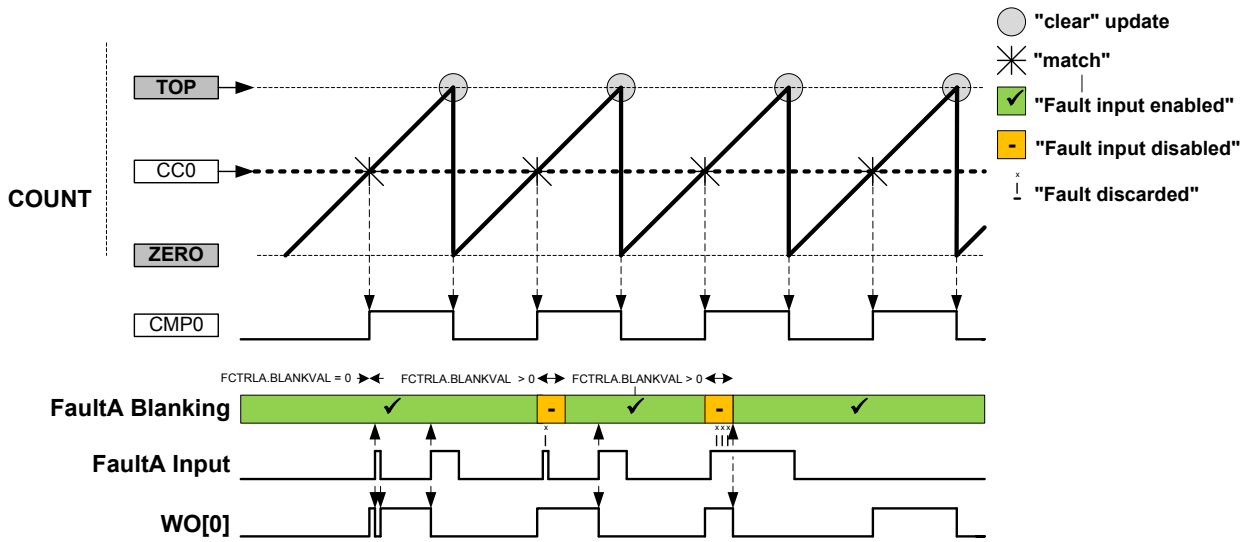 "clear" update
"match"
"Fault input enabled"
"Fault input disabled"
x
"Fault discarded"
TOP
CC0
COUNT
ZERO
CMP0
FCTRLA.BLANKVAL = 0
FCTRLA.BLANKVAL > 0
FCTRLA.BLANKVAL > 0
FaultA Blanking
✓ - ✓ - ✓
x xxx
FaultA Input
WO[0]